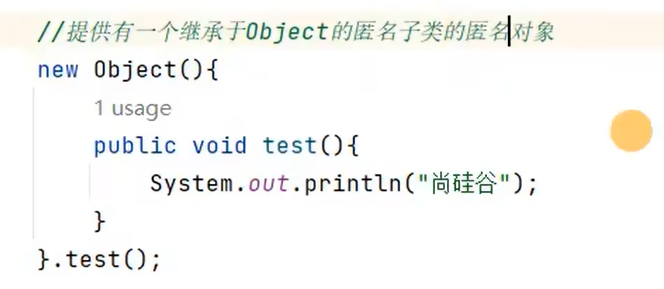 //提供有一个继承于Object的匿名子类的匿名对象
new Object(){
1 usage
public void test(){
System.out.println("尚硅谷");
}
}.test();